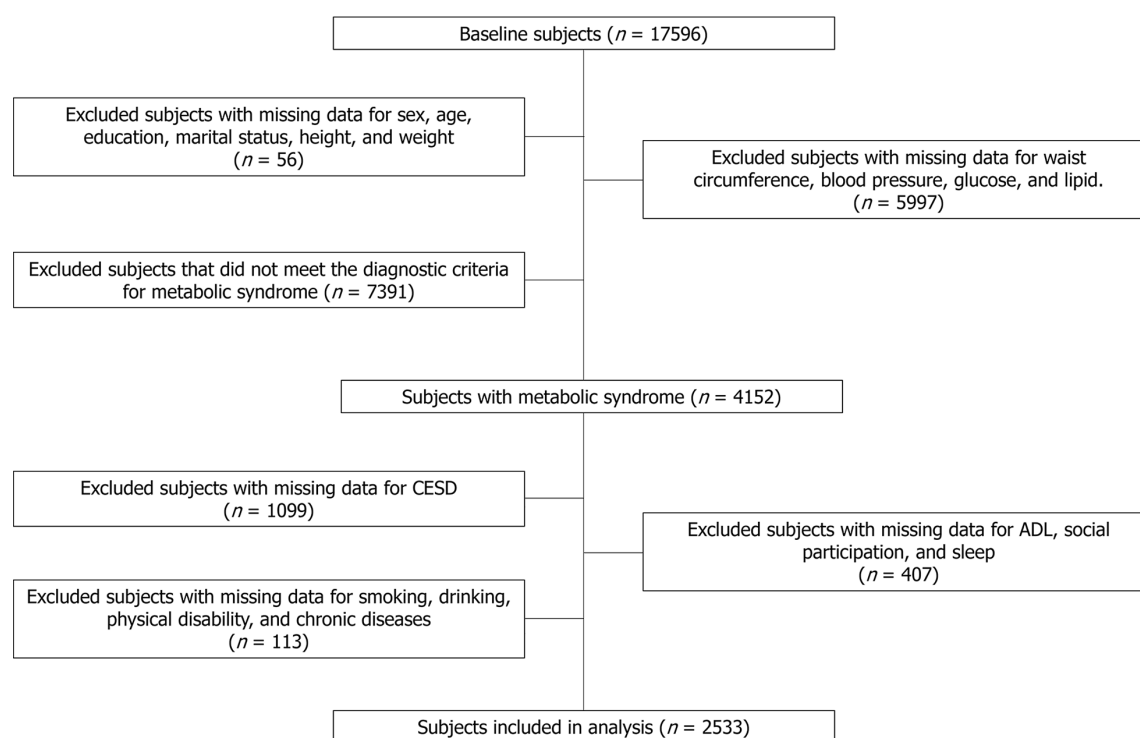 Baseline subjects (n = 17596)
Excluded subjects with missing data for sex, age,
education, marital status, height, and weight
(n = 56)
Excluded subjects with missing data for waist
circumference, blood pressure, glucose, and lipid.
(n = 5997)
Excluded subjects that did not meet the diagnostic criteria
for metabolic syndrome (n = 7391)
Subjects with metabolic syndrome (n = 4152)
Excluded subjects with missing data for CESD
(n = 1099)
Excluded subjects with missing data for ADL, social
participation, and sleep
(n = 407)
Excluded subjects with missing data for smoking, drinking,
physical disability, and chronic diseases
(n = 113)
Subjects included in analysis (n = 2533)